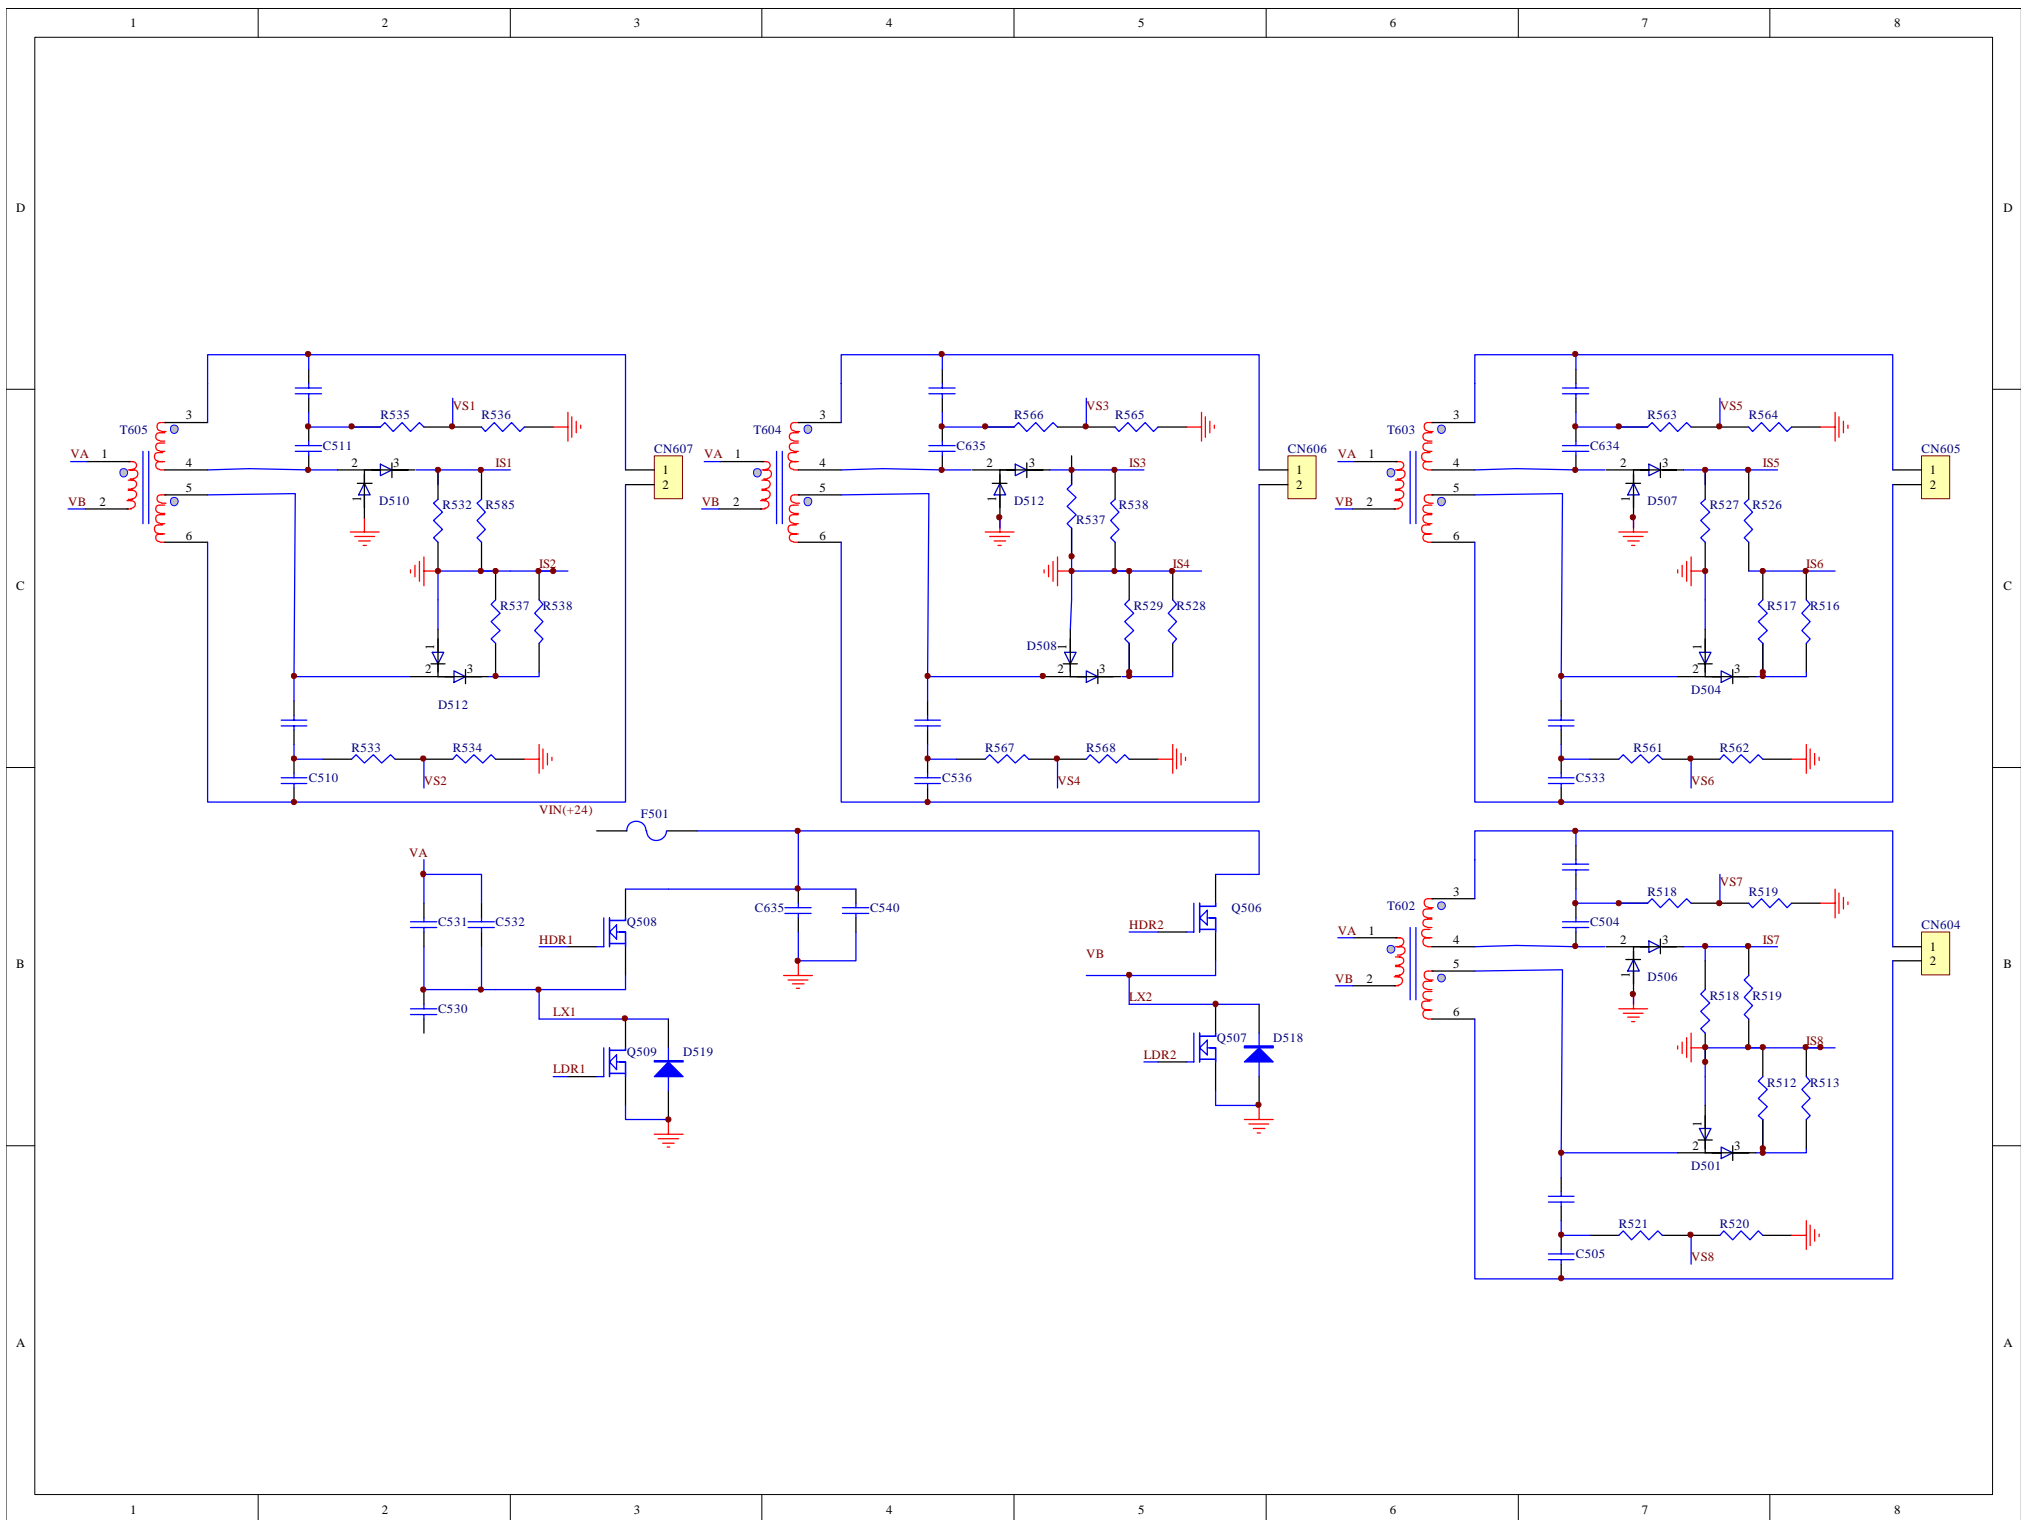 1 2 3 4 5 6 7 8
D D
T605
VA 1
VB 2
3
4
5
6
C511
R535
VS1
R536
2
3
1
D510
IS1
R532
R585
IS2
R537
R538
1
2
3
D512
R533
R534
C510
VS2
CN607
1
2
T604
VA 1
VB 2
3
4
5
6
C635
R566
VS3
R565
2
3
1
D512
IS3
R537
R538
IS4
R529
R528
D508
1
2
3
R567
R568
C536
VS4
CN606
1
2
T603
VA 1
VB 2
3
4
5
6
C634
R563
VS5
R564
2
3
1
D507
IS5
R527
R526
IS6
R517
R516
1
2
3
D504
R561
R562
C533
VS6
CN605
1
2
C C
VIN(+24)
F501
VA
C531
C532
C530
HDR1
Q508
LX1
LDR1
Q509
D519
C635
C540
HDR2
Q506
VB
LX2
LDR2
Q507
D518
T602
VA 1
VB 2
3
4
5
6
C504
R518
VS7
R519
2
3
1
D506
IS7
R518
R519
IS8
R512
R513
1
2
3
D501
R521
R520
C505
VS8
CN604
1
2
B B
A A
1 2 3 4 5 6 7 8